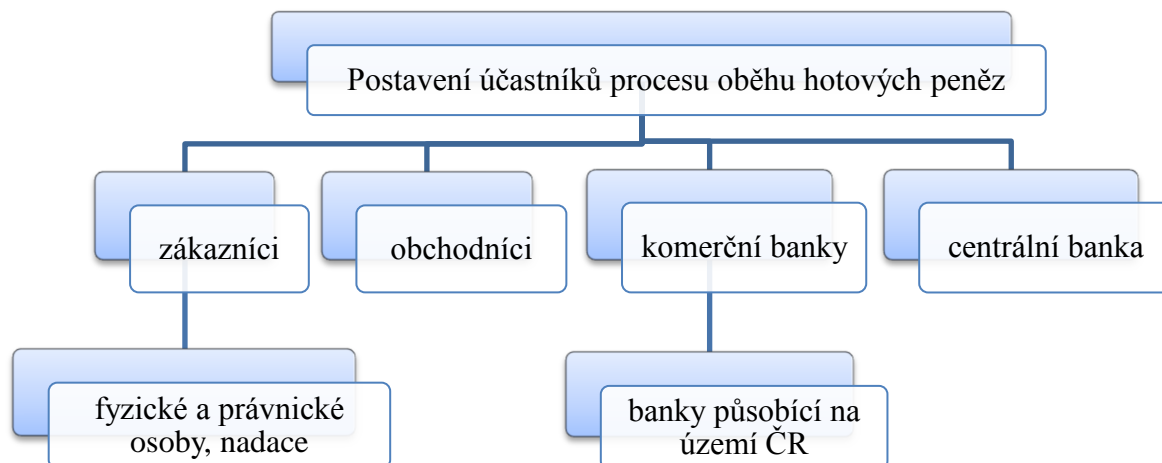 Postavení účastníků procesu oběhu hotových peněz
zákazníci
obchodníci
komerční banky
centrální banka
fyzické a právnické
osoby, nadace
banky působící na
území ČR